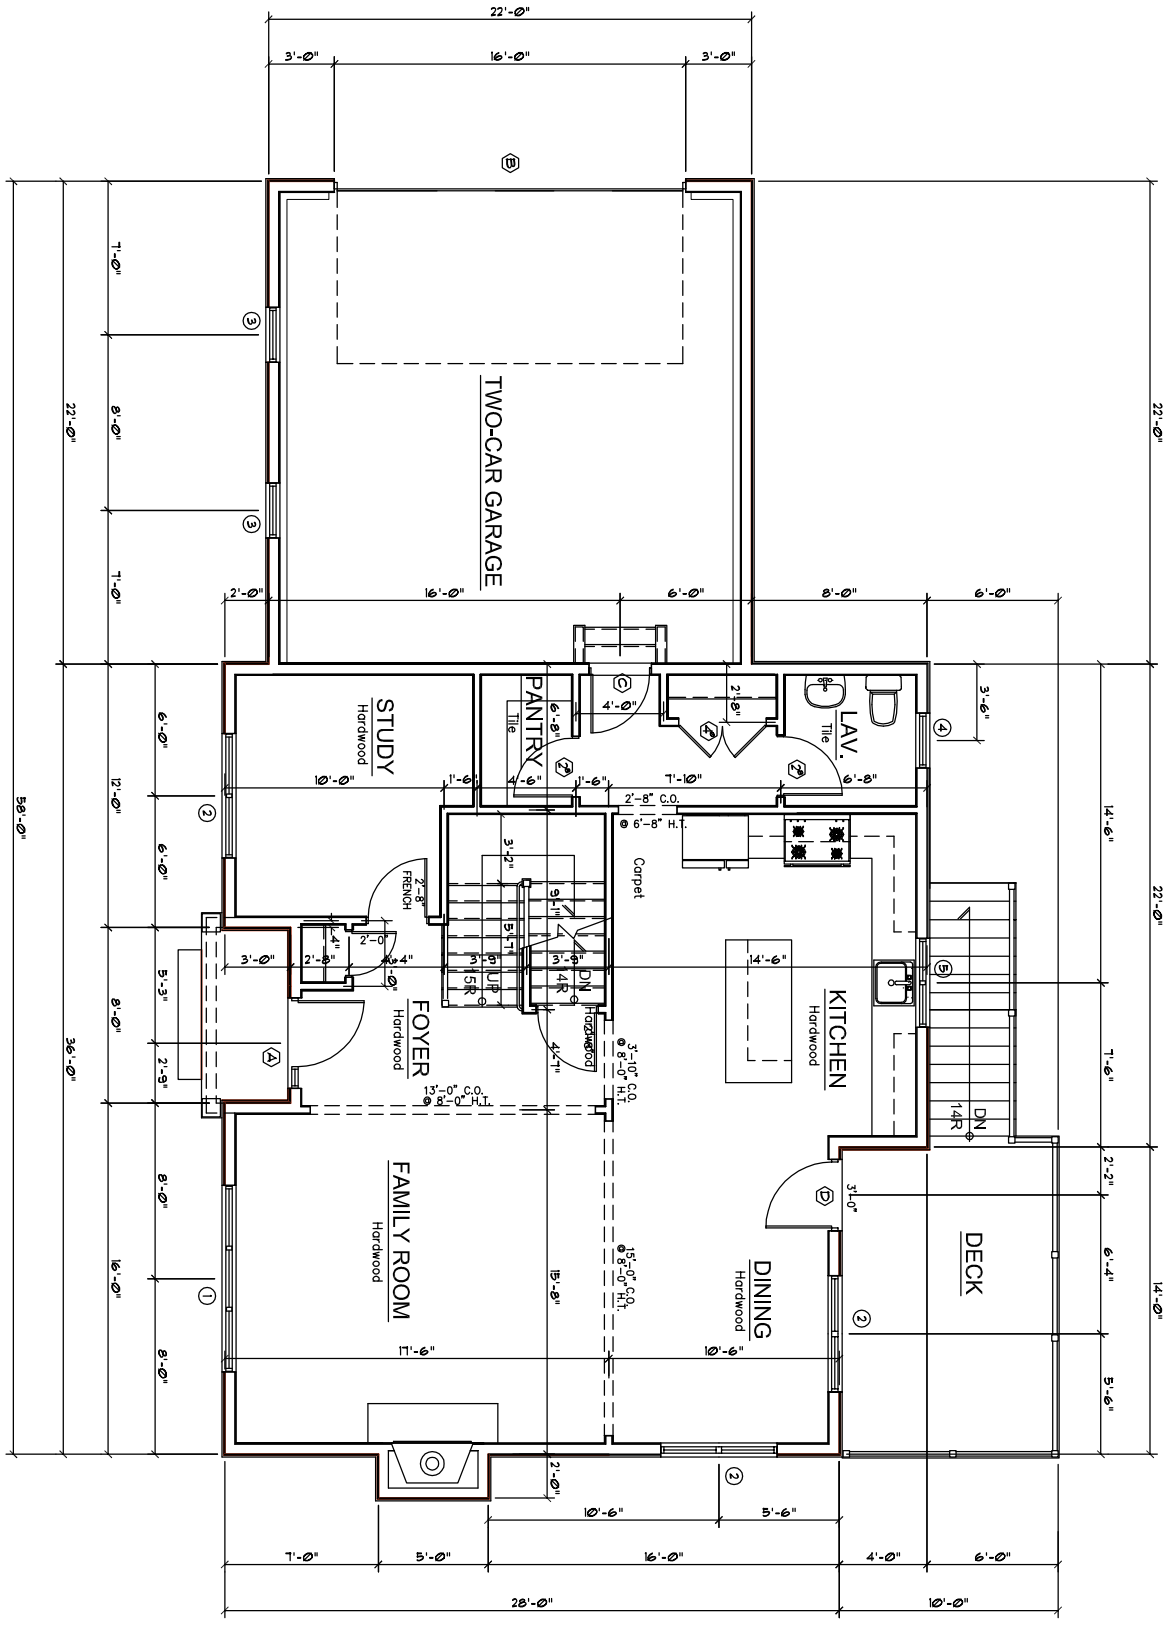 22'-0"
3'-0"
16'-0"
3'-0"
B
7'-0"
8'-0"
7'-0"
22'-0"
58'-0"
22'-0"
3
3
TWO-CAR GARAGE
2'-0"
16'-0"
6'-0"
8'-0"
6'-0"
3'-6"
C
4'-0"
2'-8"
PANTRY
Tile
6'-8"
LAV.
Tile
4
STUDY
Hardwood
10'-0"
1'-6"
4'-6"
1'-6"
7'-10"
6'-8"
2'-8" C.O.
@ 6'-8" H.T.
6'-0"
6'-0"
12'-0"
2
14'-6"
22'-0"
Carpet
3'-2"
9'-1"
5'-7"
2'-8"
FRENCH
4"
2'-0"
3'-0"
2'-8"
4'-4"
3'-9"
3'-9"
14'-6"
5
UP
15R
DN
14R
Hardwood
KITCHEN
Hardwood
FOYER
Hardwood
4'-7"
3'-10" C.O.
@ 8'-0" H.T.
13'-0" C.O.
@ 8'-0" H.T.
A
5'-3"
2'-9"
8'-0"
36'-0"
7'-6"
DN
14R
2'-2"
D
3'-0"
DECK
6'-4"
14'-0"
5'-6"
FAMILY ROOM
Hardwood
15'-8"
15'-0" C.O.
@ 8'-0" H.T.
DINING
Hardwood
2
8'-0"
16'-0"
8'-0"
1
17'-6"
10'-6"
2'-0"
2
10'-6"
5'-6"
7'-0"
5'-0"
16'-0"
4'-0"
6'-0"
28'-0"
10'-0"